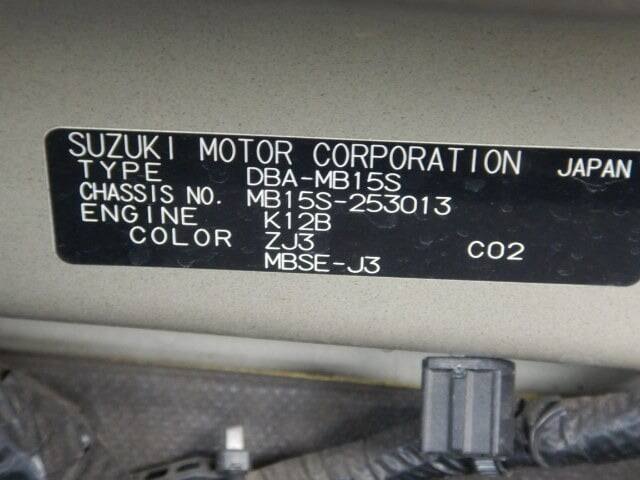 SUZUKI MOTOR CORPORATION JAPAN
TYPE DBA-MB15S
CHASSIS NO. MB15S-253013
ENGINE K12B
COLOR ZJ3 C02
MBSE-J3